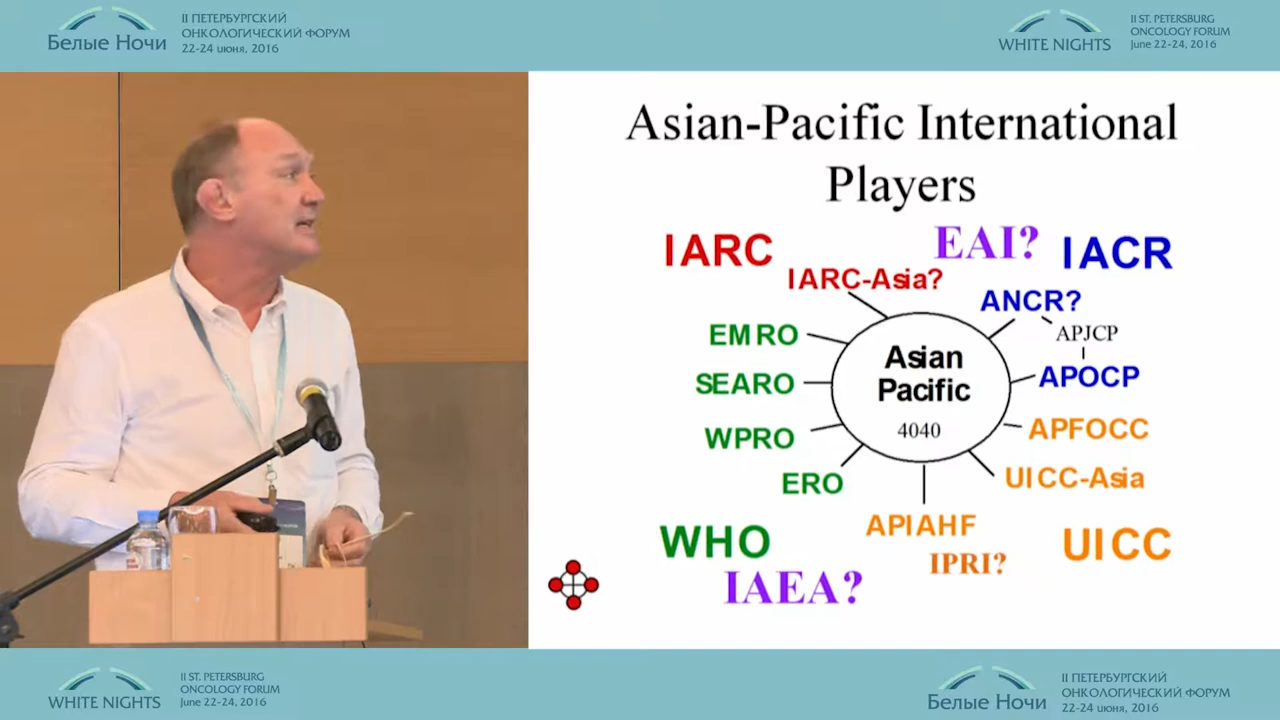 Белые Ночи
II ПЕТЕРБУРГСКИЙ
ОНКОЛОГИЧЕСКИЙ ФОРУМ
22-24 июня, 2016
WHITE NIGHTS
II ST. PETERSBURG
ONCOLOGY FORUM
June 22-24, 2016
Asian-Pacific International
Players
IARC
EAI?
IACR
IARC-Asia?
ANCR?
EMRO
APJCP
SEARO
Asian
Pacific
4040
APOCP
WPRO
APFOCC
ERO
UICC-Asia
APIAHF
WHO
IPRI?
UICC
IAEA?
WHITE NIGHTS
II ST. PETERSBURG
ONCOLOGY FORUM
June 22-24, 2016
Белые Ночи
II ПЕТЕРБУРГСКИЙ
ОНКОЛОГИЧЕСКИЙ ФОРУМ
22-24 июня, 2016